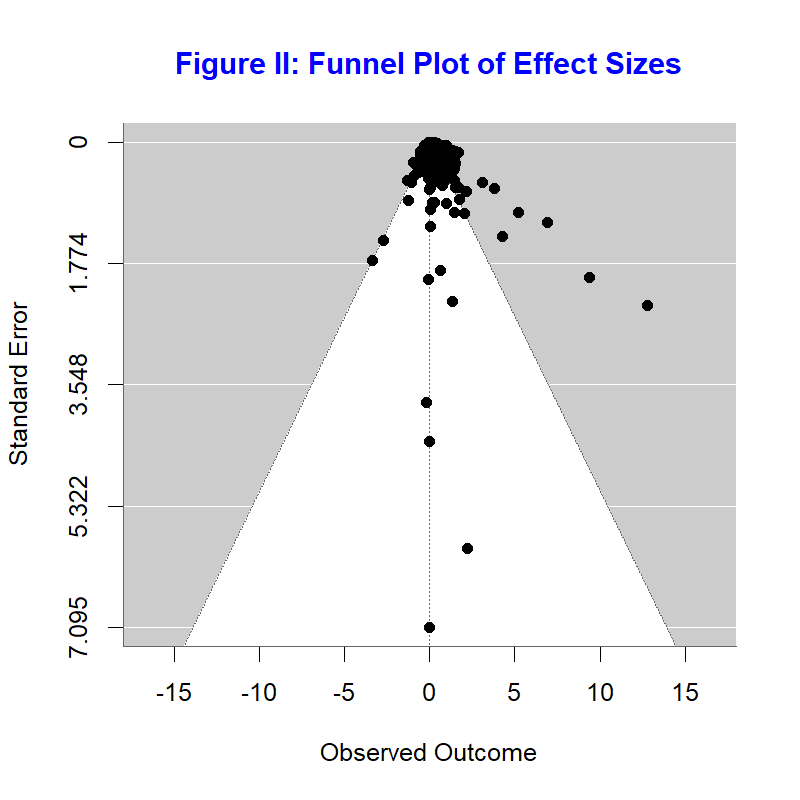 Figure II: Funnel Plot of Effect Sizes
Standard Error
0
1.774
3.548
5.322
7.095
-15 -10 -5 0 5 10 15
Observed Outcome